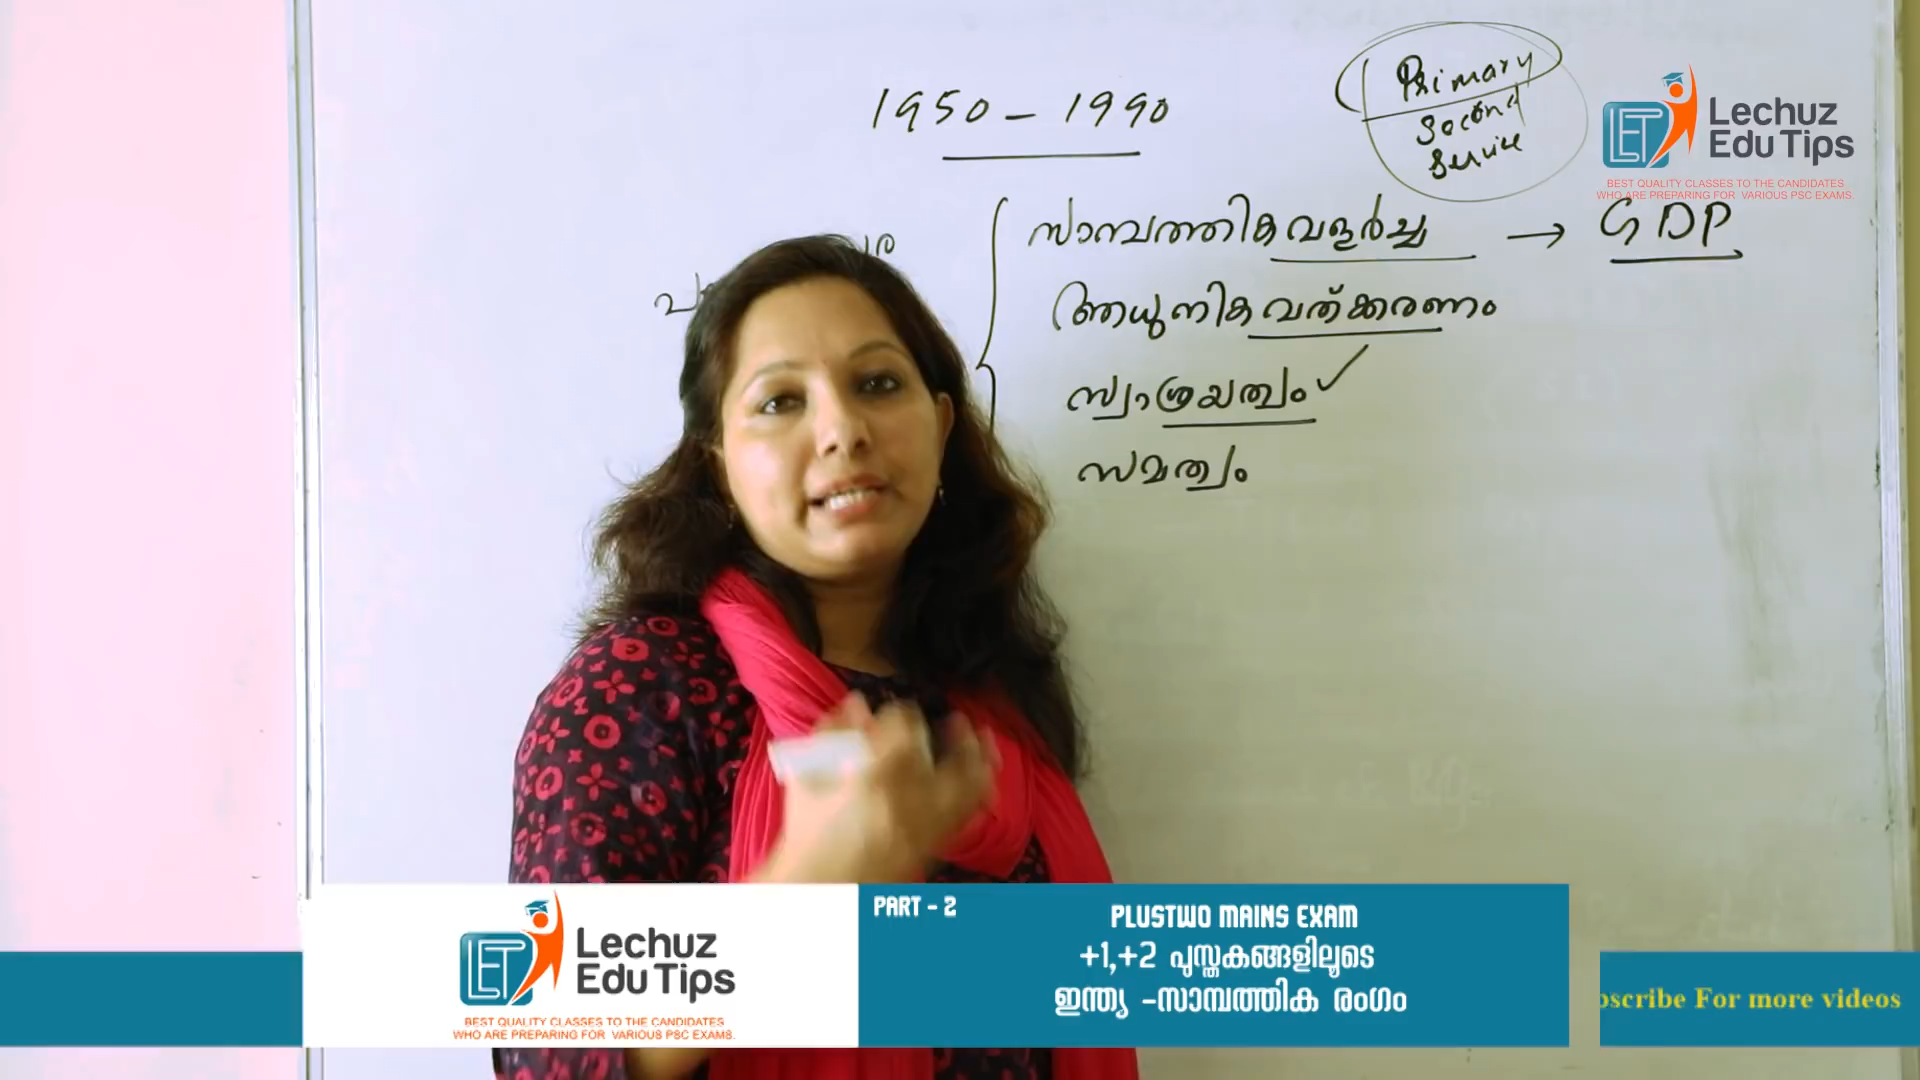 1950 - 1990
Primary
Second
Service
Lechuz
Edu Tips
BEST QUALITY CLASSES TO THE CANDIDATES
WHO ARE PREPARING FOR VARIOUS PSC EXAMS.
സാമ്പത്തികവളർച്ച → GDP
ആധുനികവത്ക്കരണം
സ്വാശ്രയത്വം ✓
സമത്വം
PART - 2
PLUSTWO MAINS EXAM
+1,+2 പുസ്തകങ്ങളിലൂടെ
ഇന്ത്യ -സാമ്പത്തിക രംഗം
Lechuz
Edu Tips
BEST QUALITY CLASSES TO THE CANDIDATES
WHO ARE PREPARING FOR VARIOUS PSC EXAMS.
For more videos